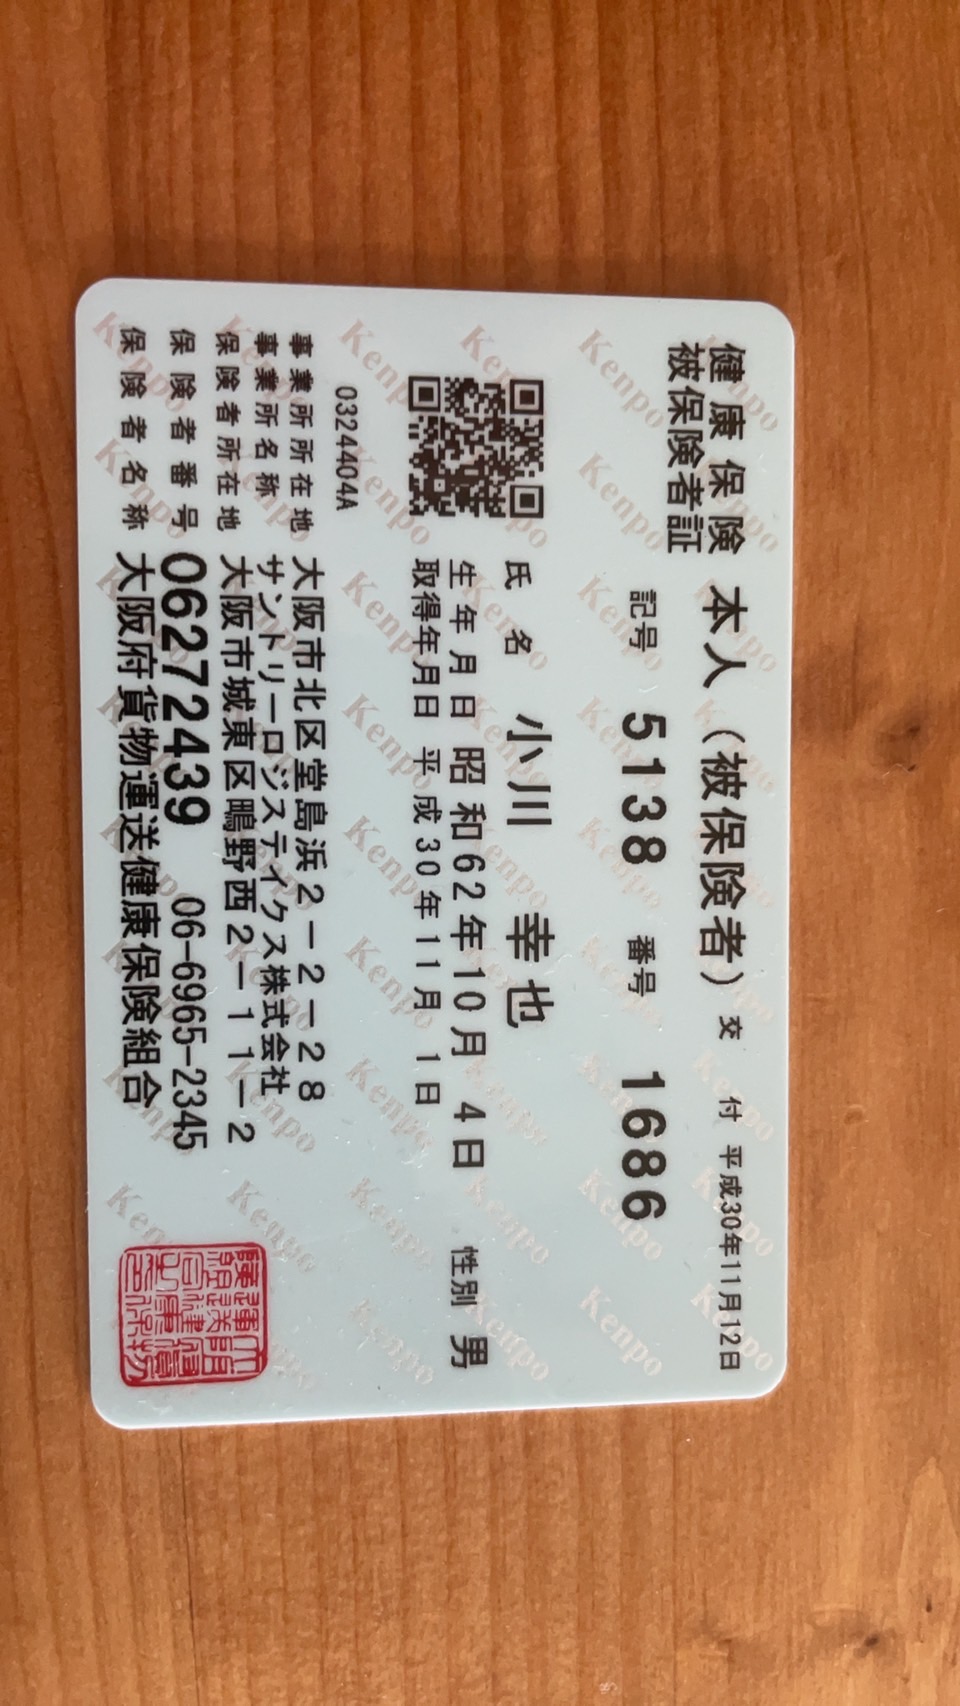 健康保険
被保険者証
本人（被保険者）　交　付　平成30年11月12日
記号　5138　番号　1686
氏　名　小川　幸也
生年月日　昭和62年10月　4日　性別　男
取得年月日　平成30年11月　1日
0324404A
事業所所在地　大阪市北区堂島浜２－２－２８
事業所名称　サントリーロジスティクス株式会社
保険者所在地　大阪市城東区鴫野西２－１１－２
保険者番号　06272439　06-6965-2345
保険者名称　大阪府貨物運送健康保険組合
Kenpo